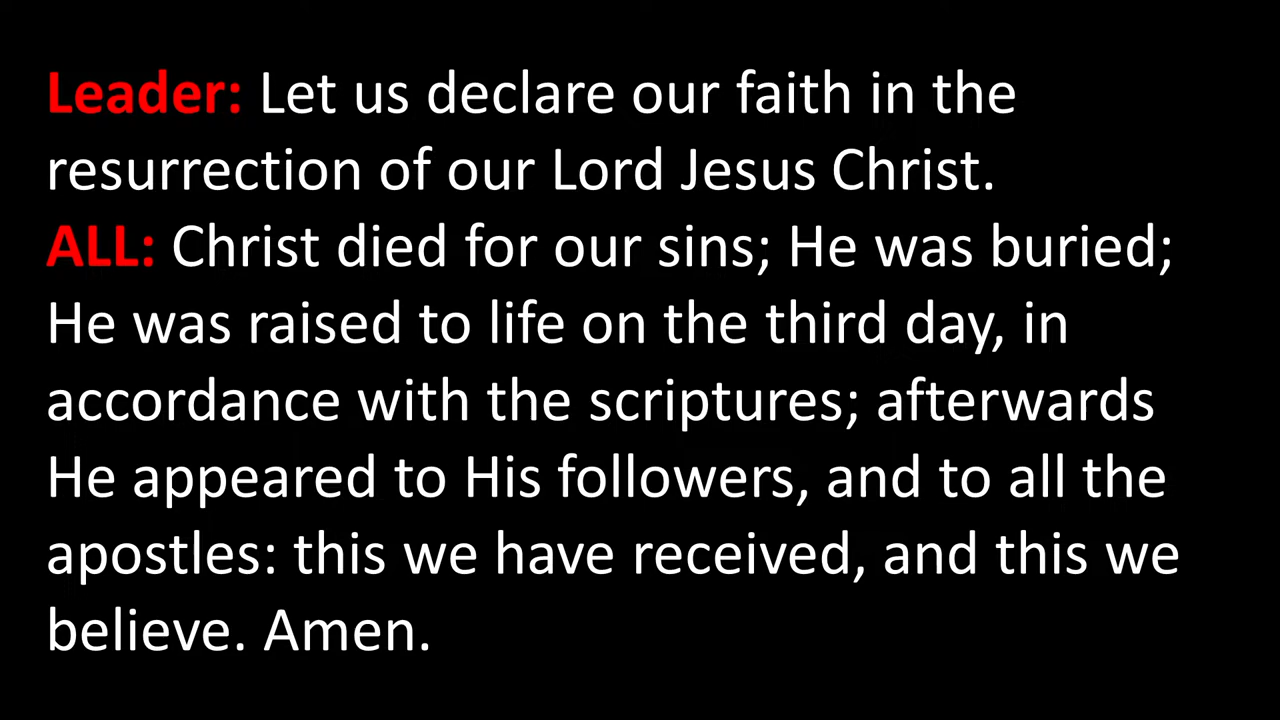 Leader: Let us declare our faith in the
resurrection of our Lord Jesus Christ.
ALL: Christ died for our sins; He was buried;
He was raised to life on the third day, in
accordance with the scriptures; afterwards
He appeared to His followers, and to all the
apostles: this we have received, and this we
believe. Amen.